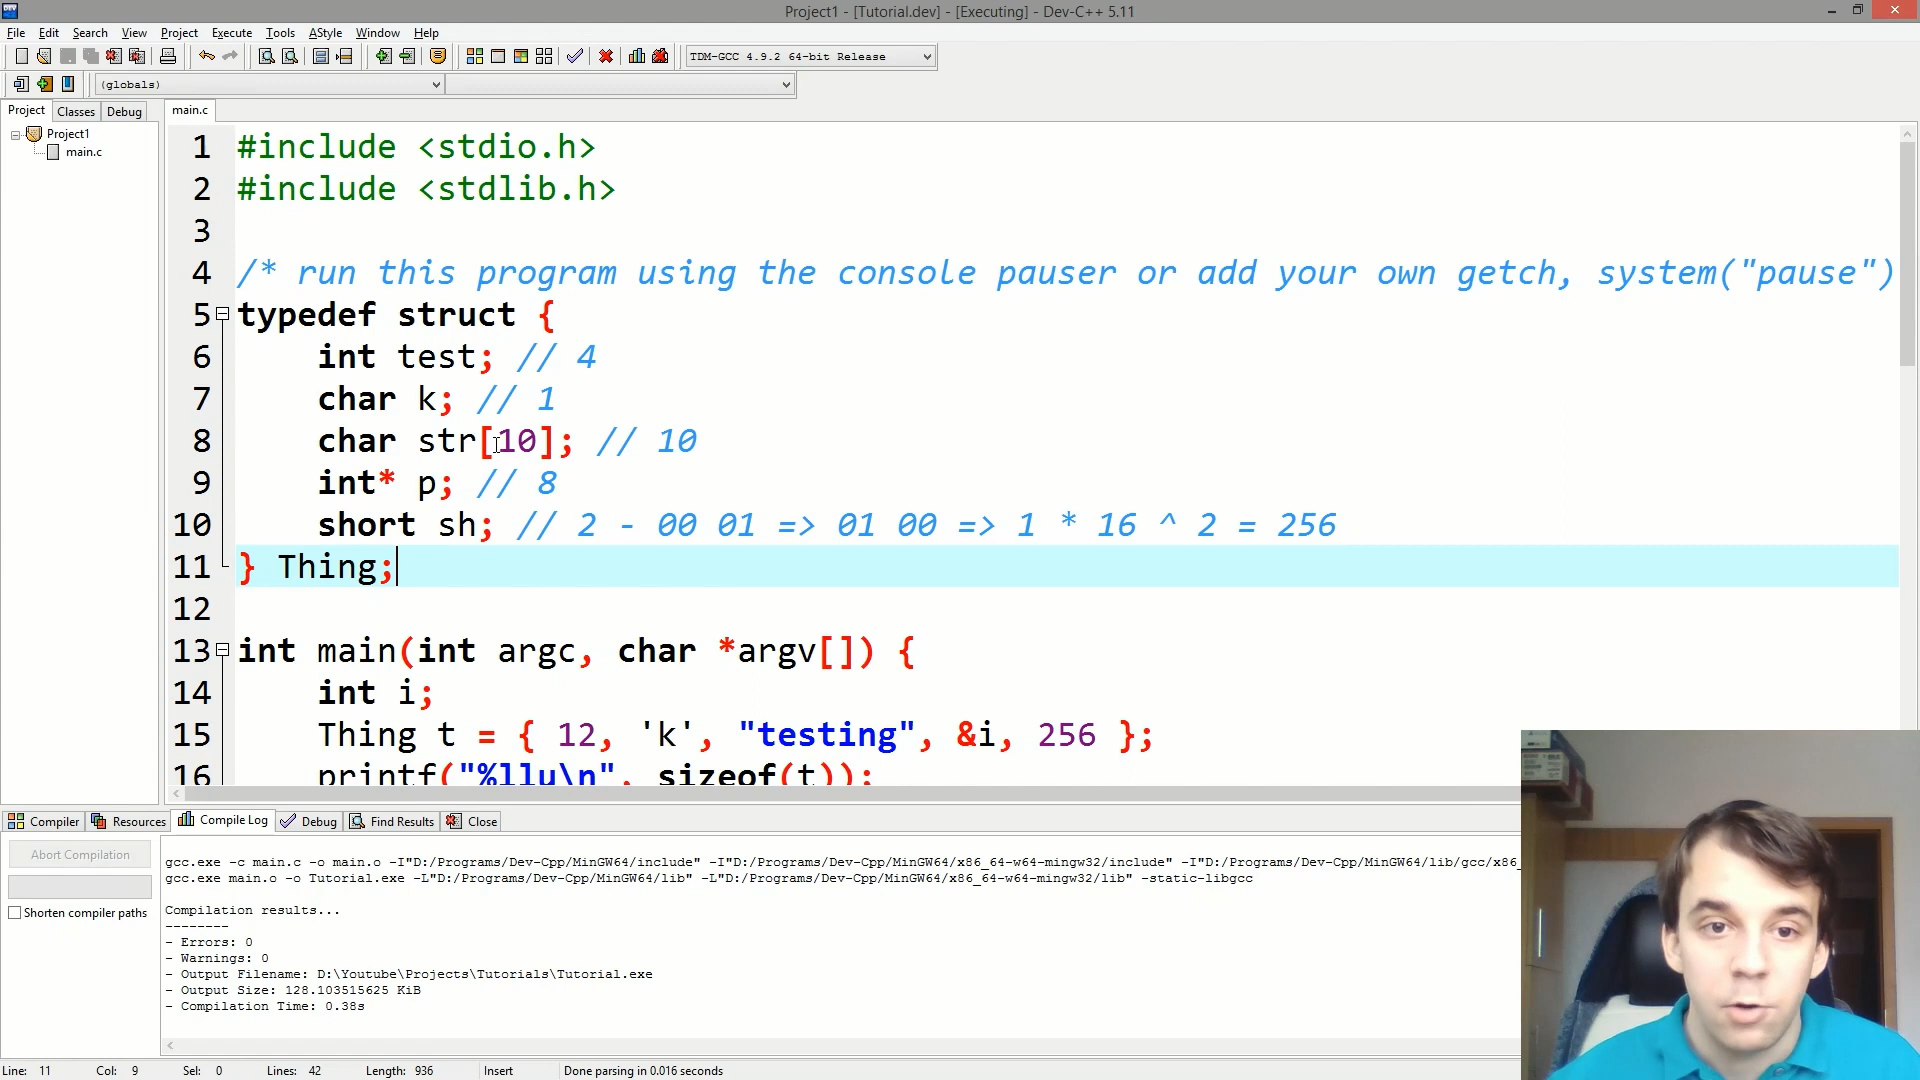 Project1 - [Tutorial.dev] - [Executing] - Dev-C++ 5.11
File Edit Search View Project Execute Tools AStyle Window Help
TDM-GCC 4.9.2 64-bit Release
(globals)
Project Classes Debug
main.c
Project1
main.c
1 #include <stdio.h>
2 #include <stdlib.h>
3
4 /* run this program using the console pauser or add your own getch, system("pause")
5 typedef struct {
6 int test; // 4
7 char k; // 1
8 char str[10]; // 10
9 int* p; // 8
10 short sh; // 2 - 00 01 => 01 00 => 1 * 16 ^ 2 = 256
11 } Thing;
12
13 int main(int argc, char *argv[]) {
14 int i;
15 Thing t = { 12, 'k', "testing", &i, 256 };
16 printf("%llu\n", sizeof(t));
Compiler Resources Compile Log Debug Find Results Close
Abort Compilation
Shorten compiler paths
gcc.exe -c main.c -o main.o -I"D:/Programs/Dev-Cpp/MinGW64/include" -I"D:/Programs/Dev-Cpp/MinGW64/x86_64-w64-mingw32/include" -I"D:/Programs/Dev-Cpp/MinGW64/lib/gcc/x86_
gcc.exe main.o -o Tutorial.exe -L"D:/Programs/Dev-Cpp/MinGW64/lib" -L"D:/Programs/Dev-Cpp/MinGW64/x86_64-w64-mingw32/lib" -static-libgcc
Compilation results...
--------
- Errors: 0
- Warnings: 0
- Output Filename: D:\Youtube\Projects\Tutorials\Tutorial.exe
- Output Size: 128.103515625 KiB
- Compilation Time: 0.38s
Line: 11 Col: 9 Sel: 0 Lines: 42 Length: 936 Insert Done parsing in 0.016 seconds